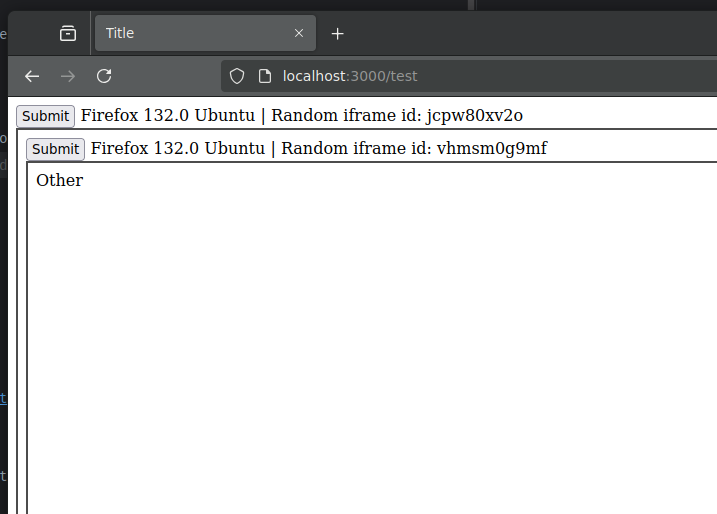 Title
localhost:3000/test
Submit Firefox 132.0 Ubuntu | Random iframe id: jcpw80xv2o
Submit Firefox 132.0 Ubuntu | Random iframe id: vhmsm0g9mf
Other